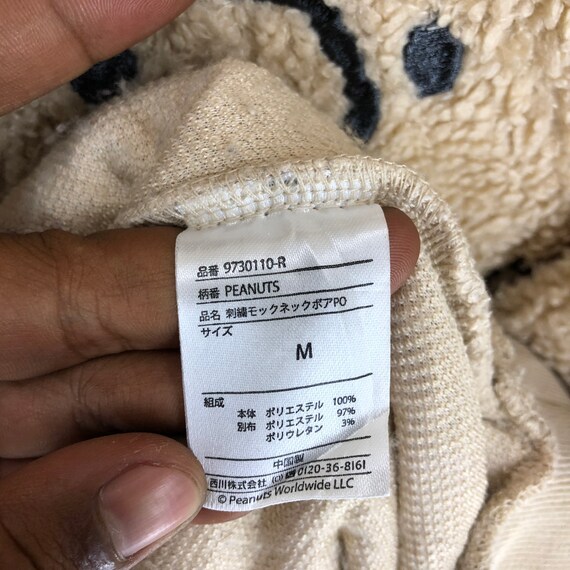 品番 9730110-R
柄番 PEANUTS
品名 刺繍モックネックボアPO
サイズ
M
組成
本体 ポリエステル 100%
別布 ポリエステル 97%
ポリウレタン 3%
中国製
西川株式会社 (O) 0120-36-8161
© Peanuts Worldwide LLC